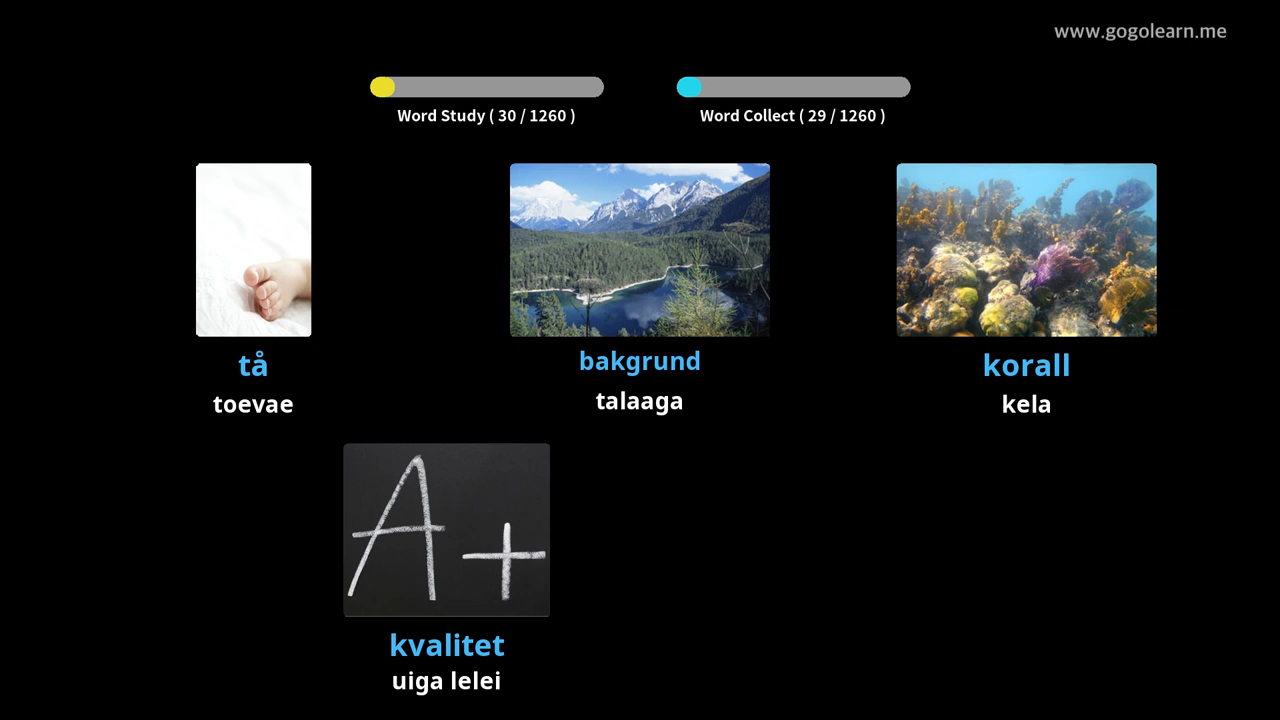 www.gogolearn.me
Word Study ( 30 / 1260 )
Word Collect ( 29 / 1260 )
tå
toevae
bakgrund
talaaga
korall
kela
A+
kvalitet
uiga lelei